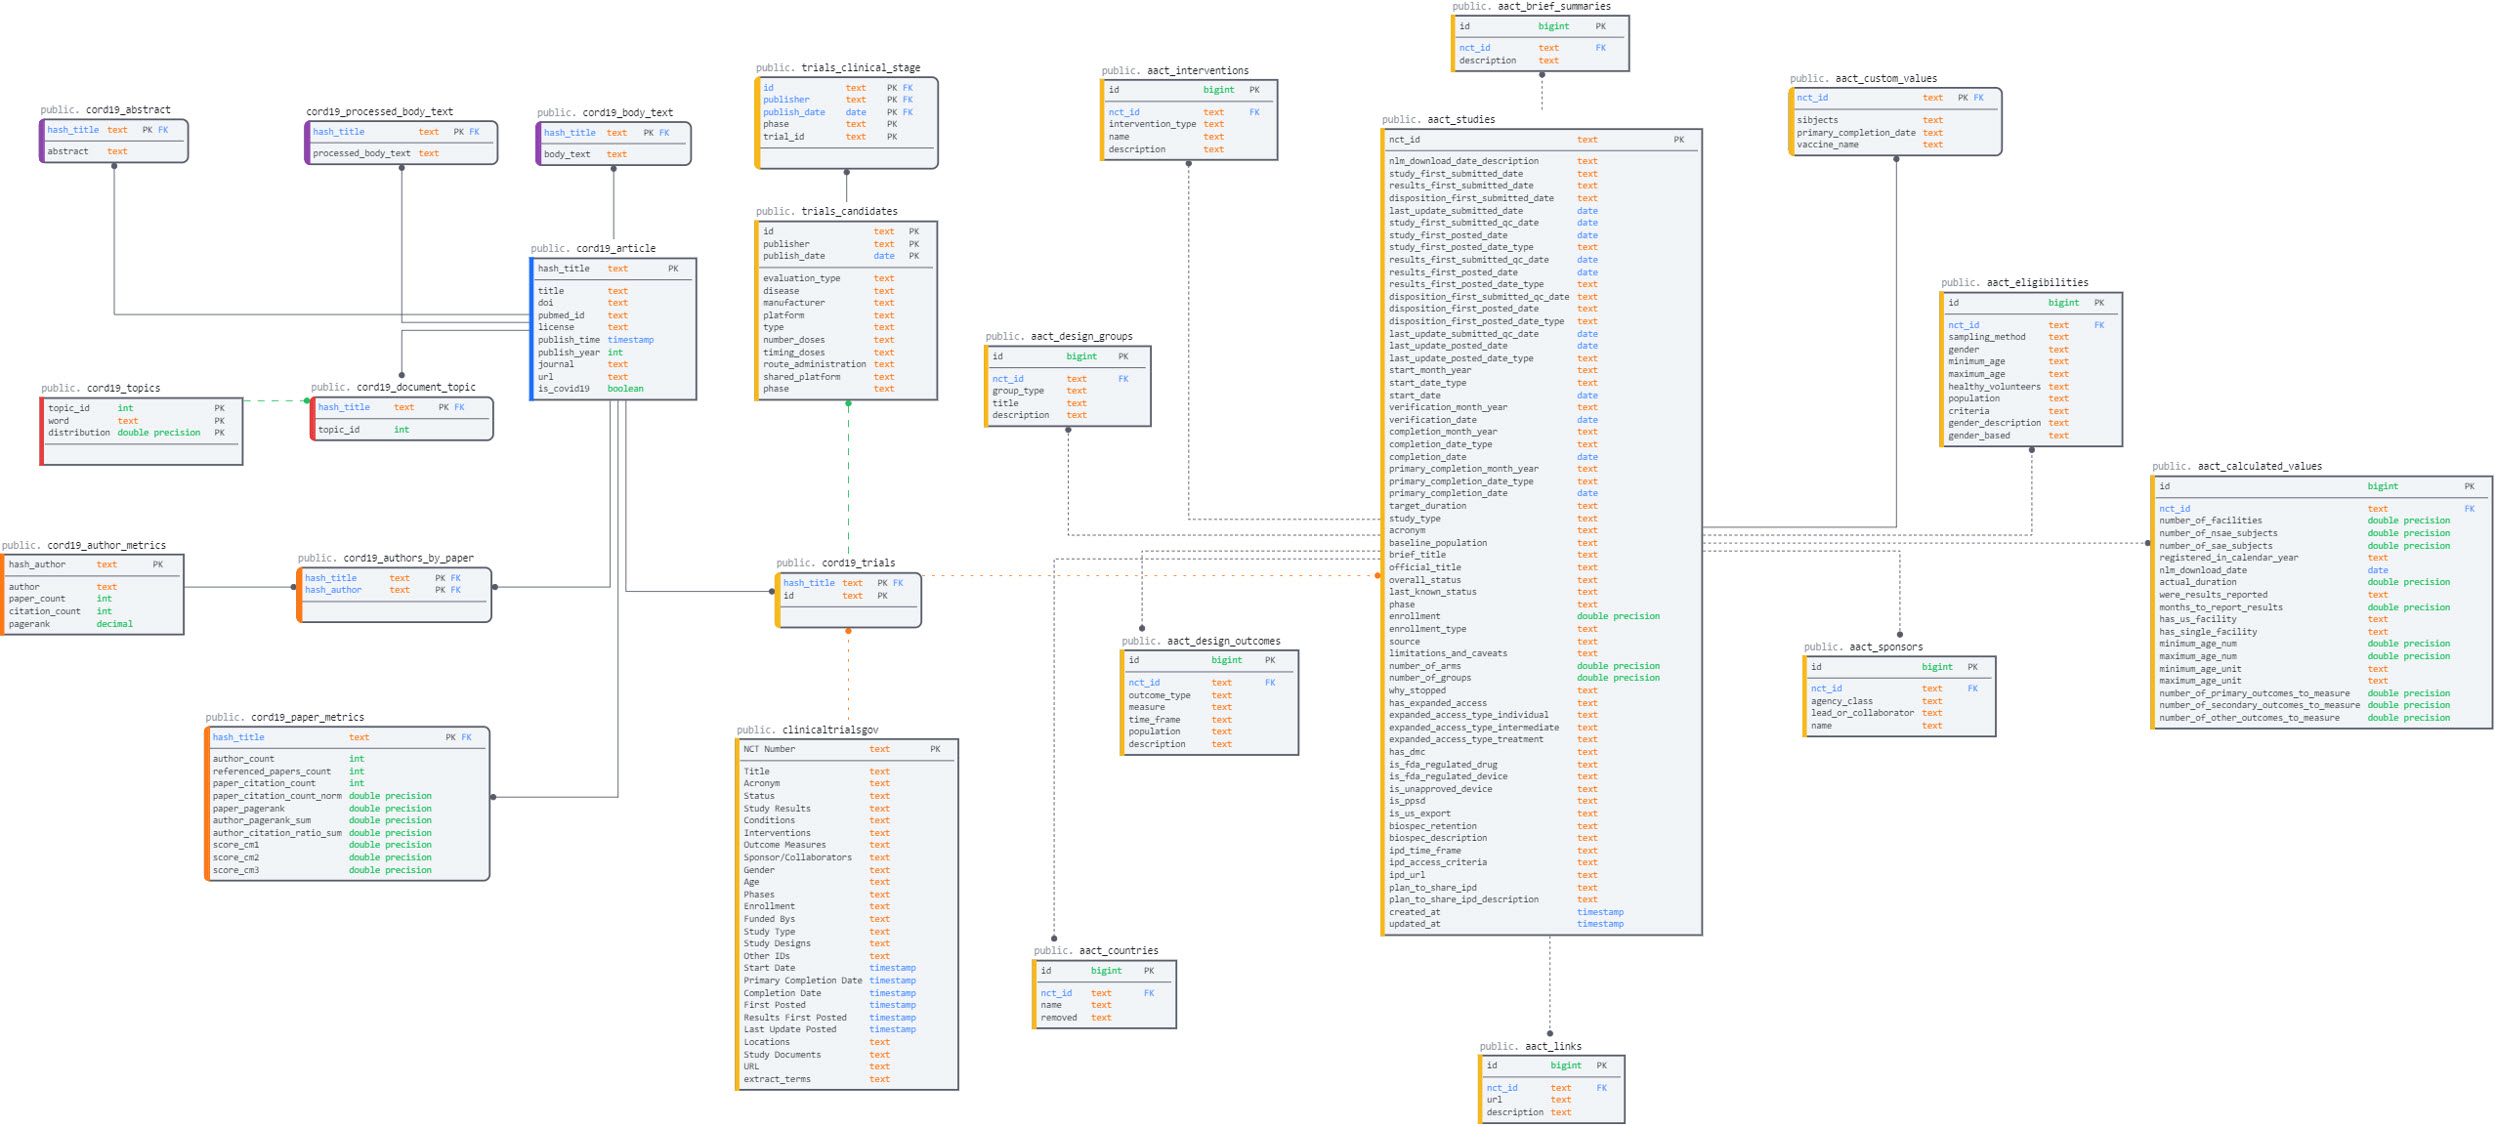 public. aact_brief_summaries
id bigint PK
nct_id text FK
description text
public. trials_clinical_stage
id text PK FK
publisher text PK FK
publish_date date PK FK
phase text PK
trial_id text PK
public. aact_interventions
id bigint PK
nct_id text FK
intervention_type text
name text
description text
public. aact_custom_values
nct_id text PK FK
sibjects text
primary_completion_date text
vaccine_name text
public. cord19_abstract
hash_title text PK FK
abstract text
cord19_processed_body_text
hash_title text PK FK
processed_body_text text
public. cord19_body_text
hash_title text PK FK
body_text text
public. aact_studies
nct_id text PK
nlm_download_date_description text
study_first_submitted_date text
results_first_submitted_date text
disposition_first_submitted_date text
last_update_submitted_date date
study_first_submitted_qc_date date
study_first_posted_date date
study_first_posted_date_type text
results_first_submitted_qc_date date
results_first_posted_date date
results_first_posted_date_type text
disposition_first_submitted_qc_date date
disposition_first_posted_date date
disposition_first_posted_date_type text
last_update_submitted_qc_date date
last_update_posted_date date
last_update_posted_date_type text
start_month_year text
start_date_type text
start_date date
verification_month_year text
verification_date date
completion_month_year text
completion_date_type text
completion_date date
primary_completion_month_year text
primary_completion_date_type text
primary_completion_date date
target_duration text
study_type text
acronym text
baseline_population text
brief_title text
official_title text
overall_status text
last_known_status text
phase text
enrollment double precision
enrollment_type text
source text
limitations_and_caveats text
number_of_arms double precision
number_of_groups double precision
why_stopped text
has_expanded_access text
expanded_access_type_individual text
expanded_access_type_intermediate text
expanded_access_type_treatment text
has_dmc text
is_fda_regulated_drug text
is_fda_regulated_device text
is_unapproved_device text
is_ppsd text
is_us_export text
biospec_retention text
biospec_description text
ipd_time_frame text
ipd_access_criteria text
ipd_url text
plan_to_share_ipd text
plan_to_share_ipd_description text
created_at timestamp
updated_at timestamp
public. trials_candidates
id text PK
publisher text PK
publish_date date PK
evaluation_type text
disease text
manufacturer text
platform text
type text
number_doses text
timing_doses text
route_administration text
shared_platform text
phase text
public. cord19_article
hash_title text PK
title text
doi text
pubmed_id text
license text
publish_time timestamp
publish_year int
journal text
url text
is_covid19 boolean
public. aact_eligibilities
id bigint PK
nct_id text FK
sampling_method text
gender text
minimum_age text
maximum_age text
healthy_volunteers text
population text
criteria text
gender_description text
gender_based text
public. aact_design_groups
id bigint PK
nct_id text FK
group_type text
title text
description text
public. cord19_topics
topic_id int PK
word text PK
distribution double precision PK
public. cord19_document_topic
hash_title text PK FK
topic_id int
public. aact_calculated_values
id bigint PK
nct_id text FK
number_of_facilities double precision
number_of_nsae_subjects double precision
number_of_sae_subjects double precision
registered_in_calendar_year text
nlm_download_date date
actual_duration double precision
were_results_reported text
months_to_report_results double precision
has_us_facility text
has_single_facility text
minimum_age_num double precision
maximum_age_num double precision
minimum_age_unit text
maximum_age_unit text
number_of_primary_outcomes_to_measure double precision
number_of_secondary_outcomes_to_measure double precision
number_of_other_outcomes_to_measure double precision
public. cord19_author_metrics
hash_author text PK
author text
paper_count int
citation_count int
pagerank decimal
public. cord19_authors_by_paper
hash_title text PK FK
hash_author text PK FK
public. cord19_trials
hash_title text PK FK
id text PK
public. aact_design_outcomes
id bigint PK
nct_id text FK
outcome_type text
measure text
time_frame text
population text
description text
public. aact_sponsors
id bigint PK
nct_id text FK
agency_class text
lead_or_collaborator text
name text
public. cord19_paper_metrics
hash_title text PK FK
author_count int
referenced_papers_count int
paper_citation_count int
paper_citation_count_norm double precision
paper_pagerank double precision
author_pagerank_sum double precision
author_citation_ratio_sum double precision
score_cm1 double precision
score_cm2 double precision
score_cm3 double precision
public. clinicaltrialsgov
NCT Number text PK
Title text
Acronym text
Status text
Study Results text
Conditions text
Interventions text
Outcome Measures text
Sponsor/Collaborators text
Gender text
Age text
Phases text
Enrollment text
Funded Bys text
Study Type text
Study Designs text
Other IDs text
Start Date timestamp
Primary Completion Date timestamp
Completion Date timestamp
First Posted timestamp
Results First Posted timestamp
Last Update Posted timestamp
Locations text
Study Documents text
URL text
extract_terms text
public. aact_countries
id bigint PK
nct_id text FK
name text
removed text
public. aact_links
id bigint PK
nct_id text FK
url text
description text